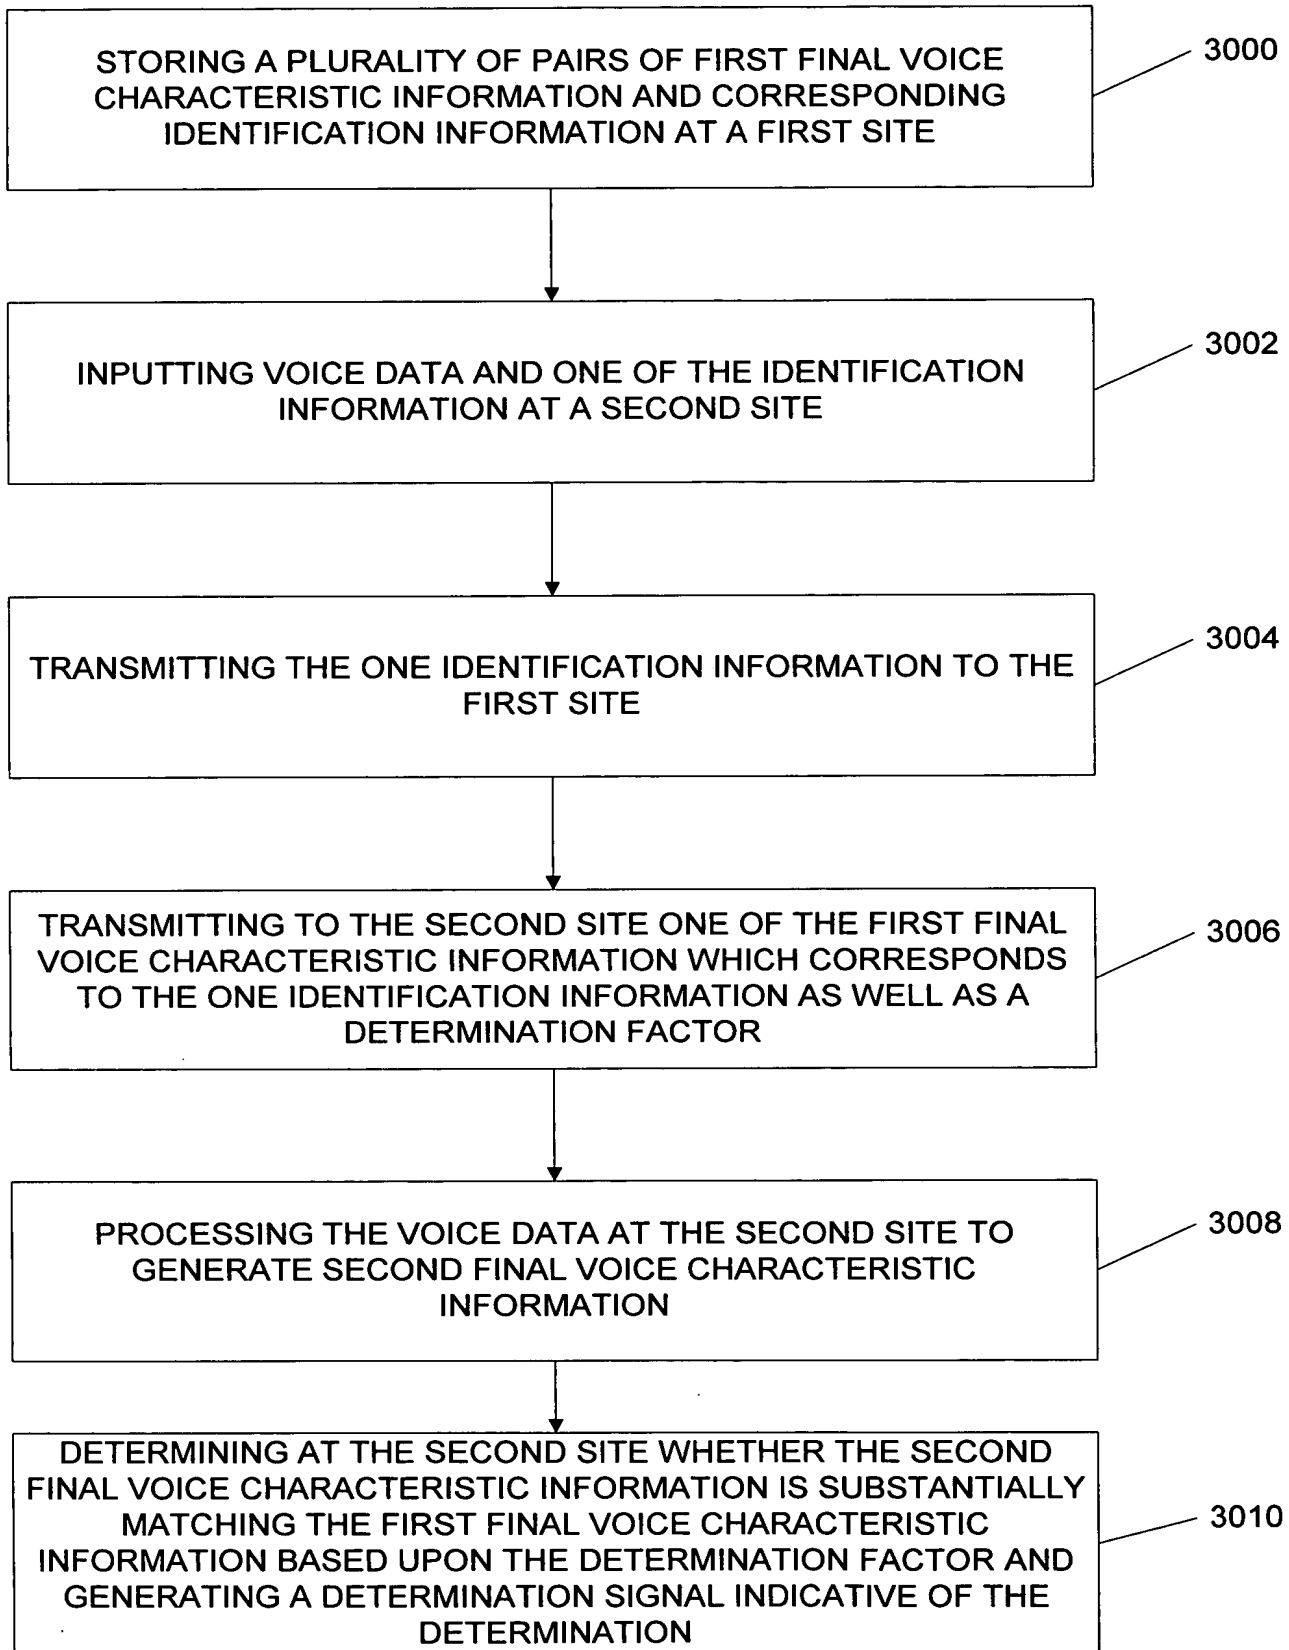 STORING A PLURALITY OF PAIRS OF FIRST FINAL VOICE
CHARACTERISTIC INFORMATION AND CORRESPONDING
IDENTIFICATION INFORMATION AT A FIRST SITE
3000
INPUTTING VOICE DATA AND ONE OF THE IDENTIFICATION
INFORMATION AT A SECOND SITE
3002
TRANSMITTING THE ONE IDENTIFICATION INFORMATION TO THE
FIRST SITE
3004
TRANSMITTING TO THE SECOND SITE ONE OF THE FIRST FINAL
VOICE CHARACTERISTIC INFORMATION WHICH CORRESPONDS
TO THE ONE IDENTIFICATION INFORMATION AS WELL AS A
DETERMINATION FACTOR
3006
PROCESSING THE VOICE DATA AT THE SECOND SITE TO
GENERATE SECOND FINAL VOICE CHARACTERISTIC
INFORMATION
3008
DETERMINING AT THE SECOND SITE WHETHER THE SECOND
FINAL VOICE CHARACTERISTIC INFORMATION IS SUBSTANTIALLY
MATCHING THE FIRST FINAL VOICE CHARACTERISTIC
INFORMATION BASED UPON THE DETERMINATION FACTOR AND
GENERATING A DETERMINATION SIGNAL INDICATIVE OF THE
DETERMINATION
3010